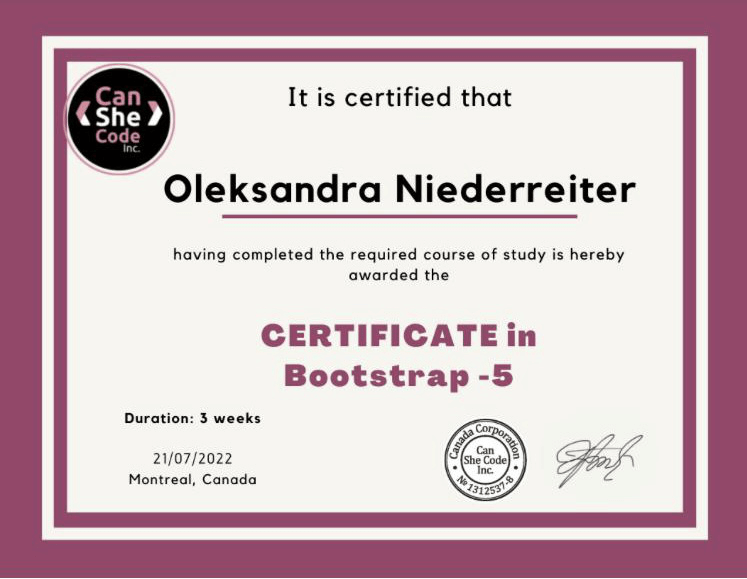 Can
She
Code
Inc.
It is certified that
Oleksandra Niederreiter
having completed the required course of study is hereby
awarded the
CERTIFICATE in
Bootstrap -5
Duration: 3 weeks
21/07/2022
Montreal, Canada
Canada Corporation
Can
She Code
Inc.
№ 1312537-8